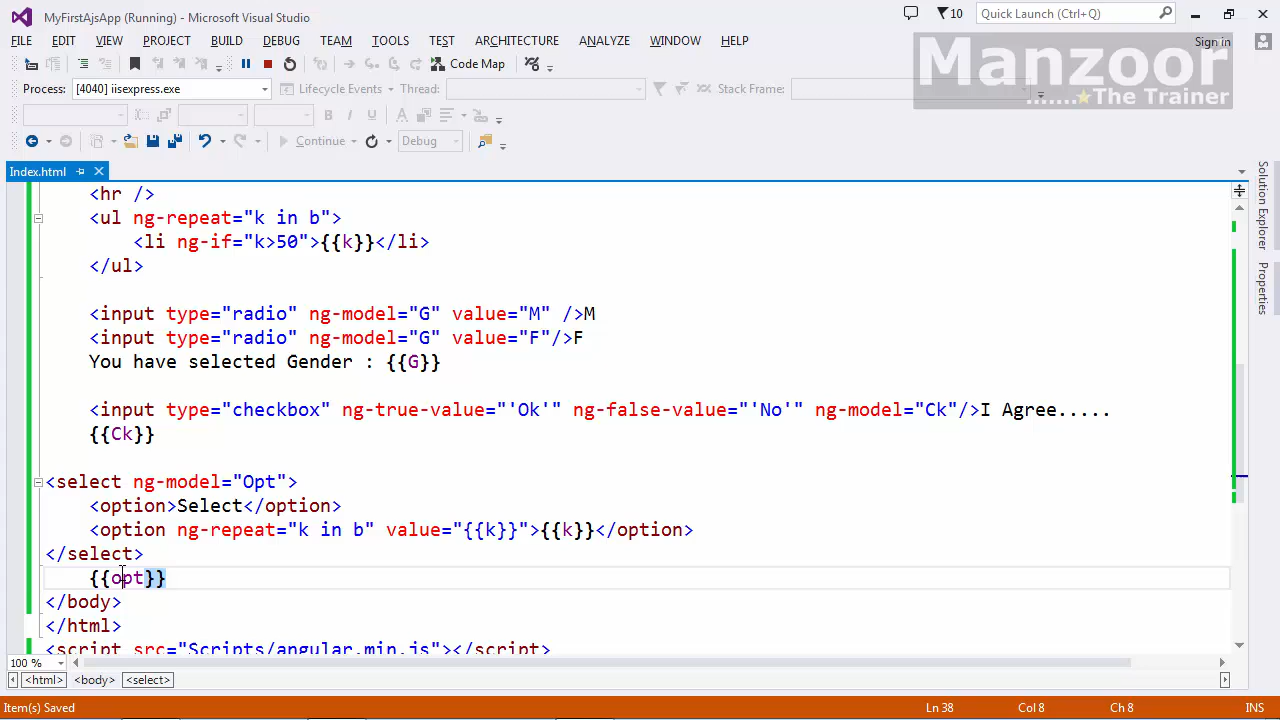 MyFirstAjsApp (Running) - Microsoft Visual Studio
10
Quick Launch (Ctrl+Q)
FILE EDIT VIEW PROJECT BUILD DEBUG TEAM TOOLS TEST ARCHITECTURE ANALYZE WINDOW HELP
Sign in
Manzoor
.......The Trainer
Code Map
Process: [4040] iisexpress.exe Lifecycle Events Thread: Stack Frame:
B I U A
Continue Debug
Index.html
Solution Explorer
Properties
<hr />
<ul ng-repeat="k in b">
<li ng-if="k>50">{{k}}</li>
</ul>
<input type="radio" ng-model="G" value="M" />M
<input type="radio" ng-model="G" value="F"/>F
You have selected Gender : {{G}}
<input type="checkbox" ng-true-value="'Ok'" ng-false-value="'No'" ng-model="Ck"/>I Agree.....
{{Ck}}
<select ng-model="Opt">
<option>Select</option>
<option ng-repeat="k in b" value="{{k}}">{{k}}</option>
</select>
{{opt}}
</body>
</html>
<script src="Scripts/angular.min.js"></script>
100 %
<html> <body> <select>
Item(s) Saved Ln 38 Col 8 Ch 8 INS